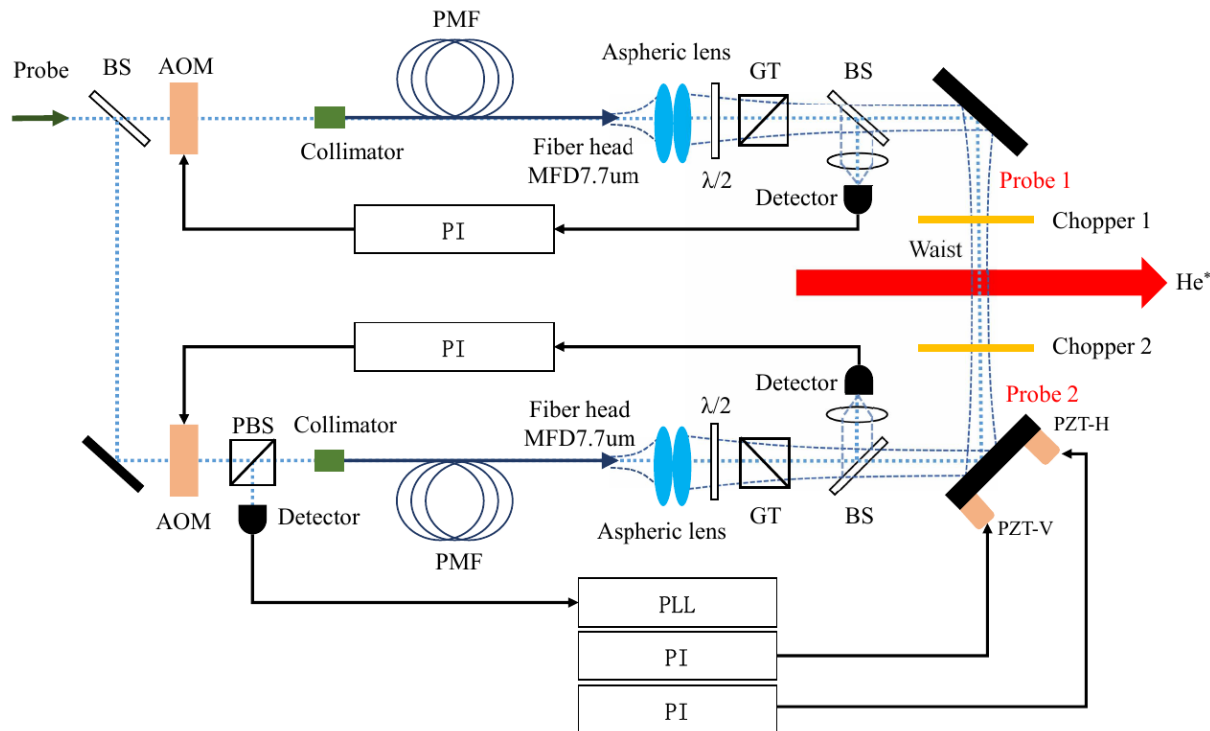 PMF
Probe
BS
AOM
Aspheric lens
GT
BS
Collimator
Fiber head
MFD7.7um
λ/2
Detector
Probe 1
Chopper 1
PI
Waist
He*
PI
Chopper 2
Detector
Probe 2
PBS
Collimator
Fiber head
MFD7.7um
λ/2
PZT-H
AOM
Detector
PMF
Aspheric lens
GT
BS
PZT-V
PLL
PI
PI